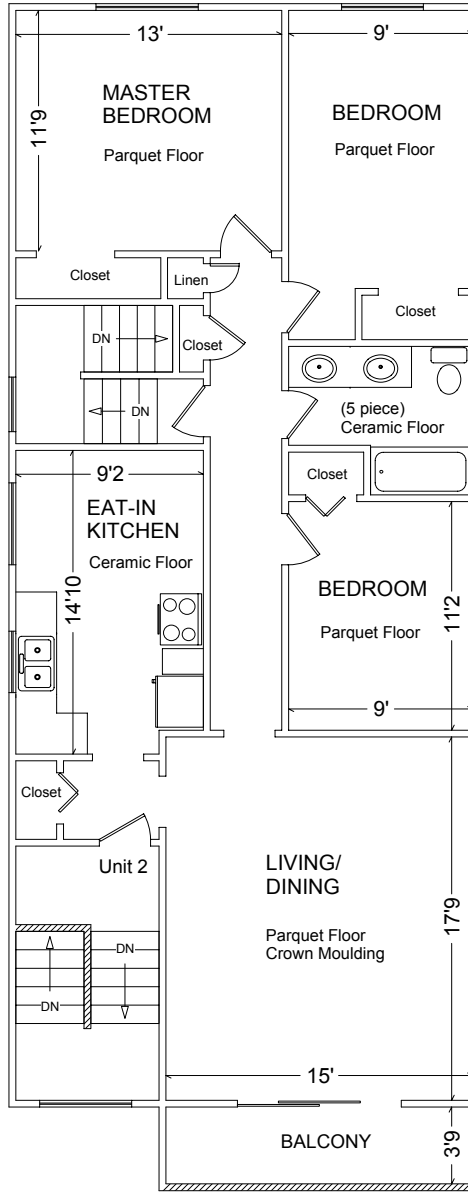 13'
9'
11'9
MASTER
BEDROOM
Parquet Floor
BEDROOM
Parquet Floor
Closet
Linen
Closet
DN
Closet
DN
(5 piece)
Ceramic Floor
9'2
Closet
EAT-IN
KITCHEN
Ceramic Floor
14'10
BEDROOM
Parquet Floor
11'2
9'
Closet
Unit 2
LIVING/
DINING
Parquet Floor
Crown Moulding
17'9
DN
DN
15'
BALCONY
3'9